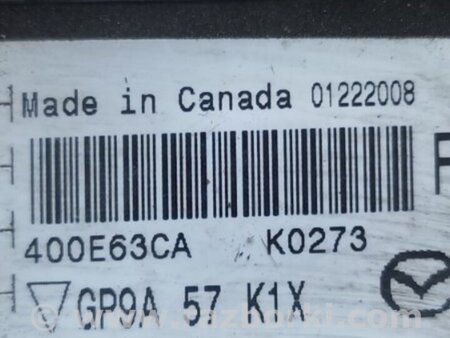 Made in Canada 01222008
F
400E63CA K0273
GP9A 57 K1X